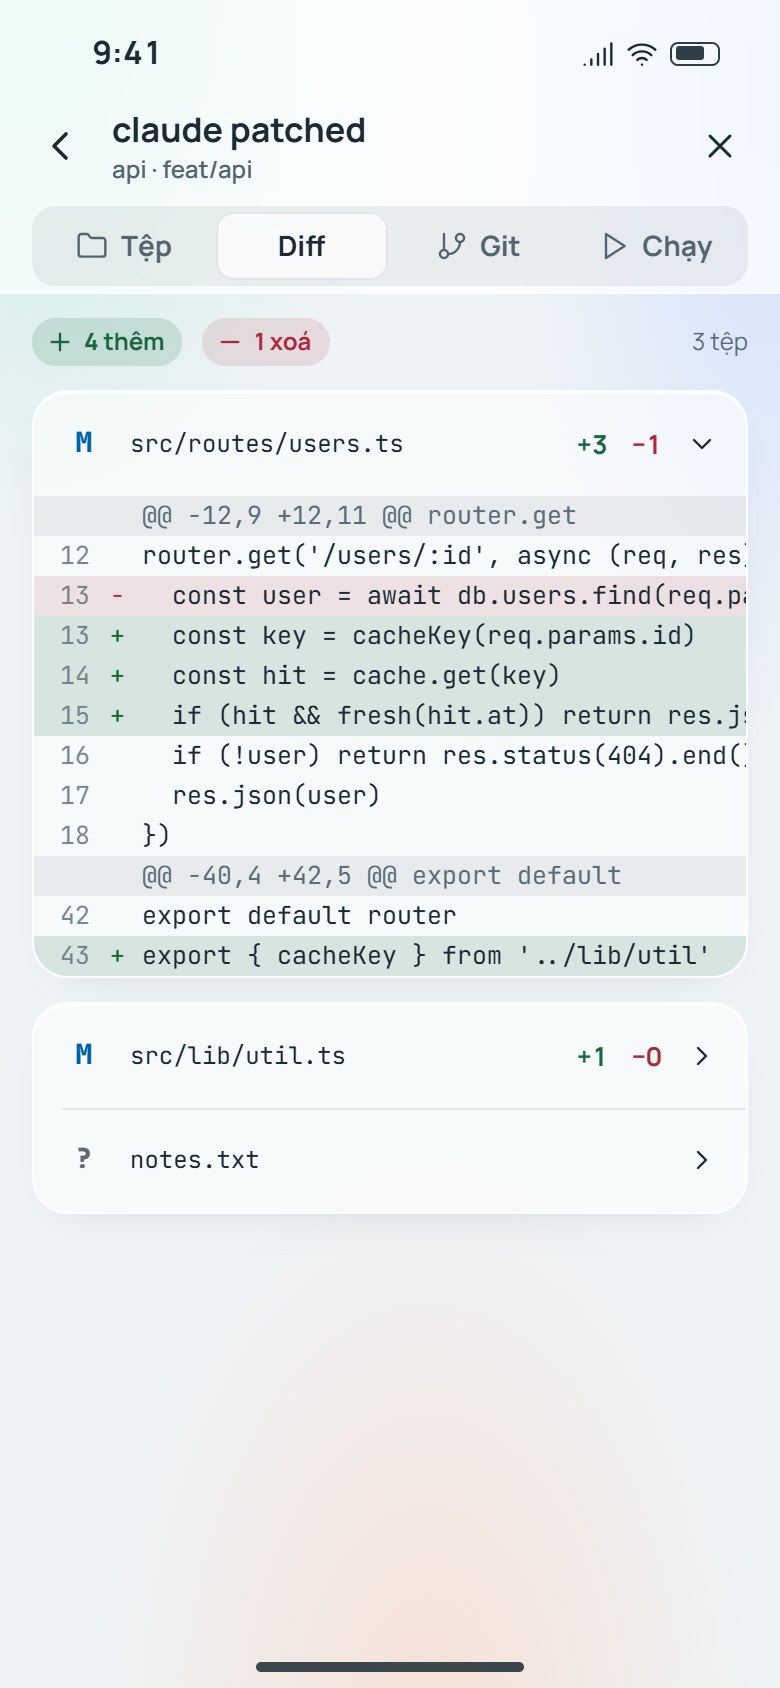 9:41
claude patched
api · feat/api
Tệp
Diff
Git
Chạy
+ 4 thêm
− 1 xoá
3 tệp
M src/routes/users.ts +3 −1
@@ -12,9 +12,11 @@ router.get
12 router.get('/users/:id', async (req, res)
13 - const user = await db.users.find(req.pa
13 + const key = cacheKey(req.params.id)
14 + const hit = cache.get(key)
15 + if (hit && fresh(hit.at)) return res.js
16 if (!user) return res.status(404).end()
17 res.json(user)
18 })
@@ -40,4 +42,5 @@ export default
42 export default router
43 + export { cacheKey } from '../lib/util'
M src/lib/util.ts +1 −0
? notes.txt